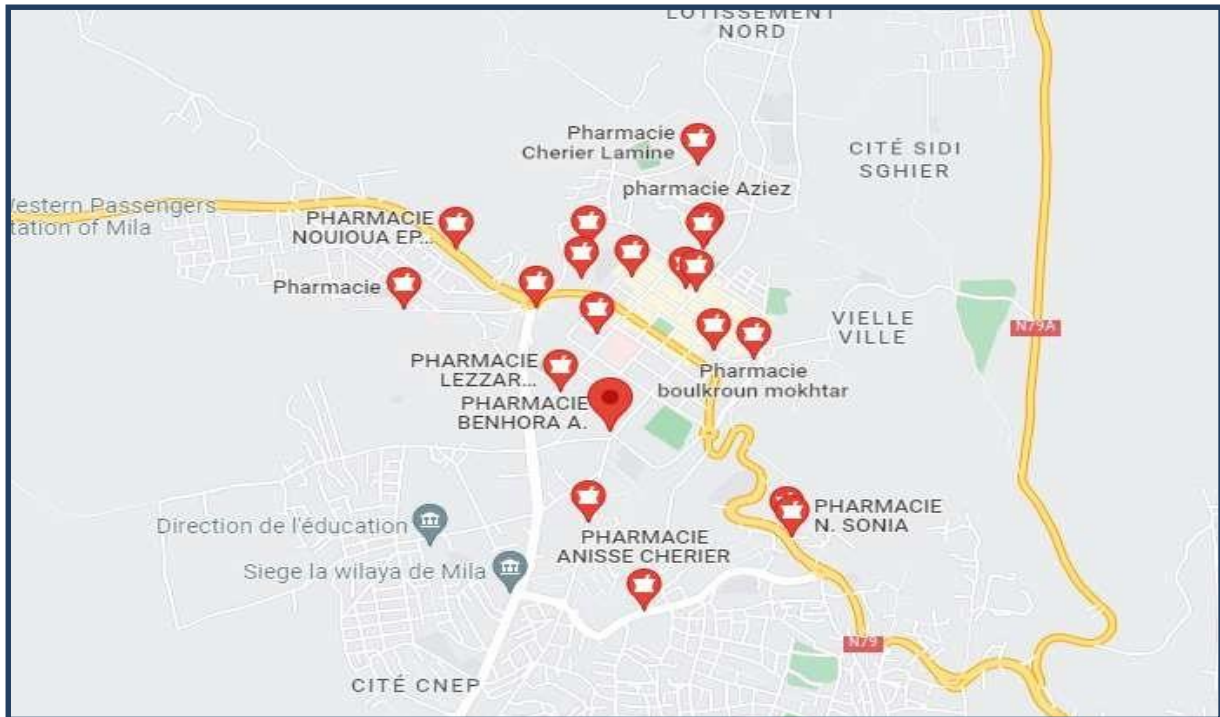 LOTISSEMENT
NORD
Pharmacie
Cherier Lamine
CITÉ SIDI
SGHIER
pharmacie Aziez
Western Passengers
tation of Mila
PHARMACIE
NOUIOUA EP...
Pharmacie
VIELLE
VILLE
N79A
PHARMACIE
LEZZAR...
Pharmacie
boulkroun mokhtar
PHARMACIE
BENHORA A.
PHARMACIE
N. SONIA
Direction de l'éducation
PHARMACIE
ANISSE CHERIER
Siege la wilaya de Mila
N79
CITÉ CNEP